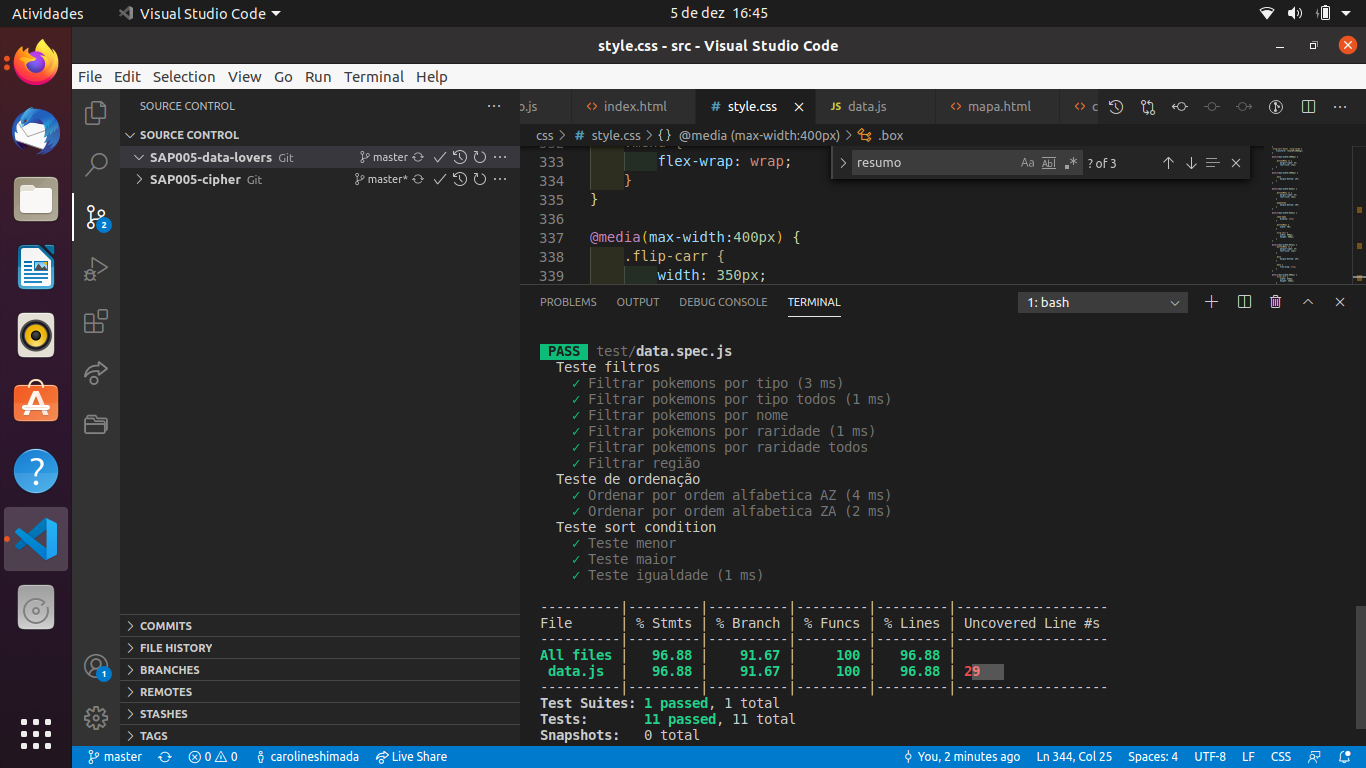 Atividades
Visual Studio Code
5 de dez 16:45
style.css - src - Visual Studio Code
File Edit Selection View Go Run Terminal Help
SOURCE CONTROL
SOURCE CONTROL
SAP005-data-lovers Git
master
SAP005-cipher Git
master*
2
1
.js
index.html
# style.css
JS data.js
mapa.html
css > # style.css > {} @media (max-width:400px) > .box
resumo
Aa Abl .*
? of 3
333 flex-wrap: wrap;
334 }
335 }
336
337 @media(max-width:400px) {
338 .flip-carr {
339 width: 350px;
PROBLEMS OUTPUT DEBUG CONSOLE TERMINAL
1: bash
PASS test/data.spec.js
Teste filtros
✓ Filtrar pokemons por tipo (3 ms)
✓ Filtrar pokemons por tipo todos (1 ms)
✓ Filtrar pokemons por nome
✓ Filtrar pokemons por raridade (1 ms)
✓ Filtrar pokemons por raridade todos
✓ Filtrar região
Teste de ordenação
✓ Ordenar por ordem alfabetica AZ (4 ms)
✓ Ordenar por ordem alfabetica ZA (2 ms)
Teste sort condition
✓ Teste menor
✓ Teste maior
✓ Teste igualdade (1 ms)
----------|---------|----------|---------|---------|-------------------
File | % Stmts | % Branch | % Funcs | % Lines | Uncovered Line #s
----------|---------|----------|---------|---------|-------------------
All files | 96.88 | 91.67 | 100 | 96.88 |
data.js | 96.88 | 91.67 | 100 | 96.88 | 29
----------|---------|----------|---------|---------|-------------------
Test Suites: 1 passed, 1 total
Tests: 11 passed, 11 total
Snapshots: 0 total
COMMITS
FILE HISTORY
BRANCHES
REMOTES
STASHES
TAGS
master
0 0
carolineshimada
Live Share
You, 2 minutes ago
Ln 344, Col 25
Spaces: 4
UTF-8
LF
CSS